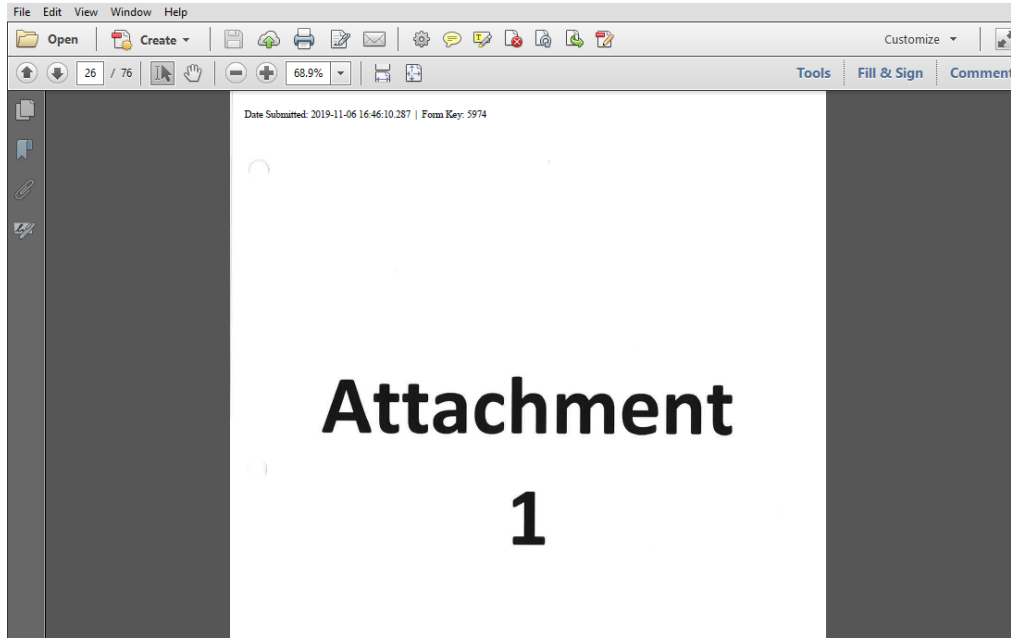 File Edit View Window Help
Open Create Customize
26 / 76 68.9% Tools Fill & Sign Comment
Date Submitted: 2019-11-06 16:46:10.287 | Form Key: 5974
Attachment
1